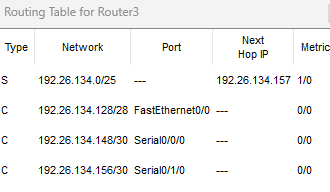 Routing Table for Router3
Type Network Port Next Hop IP Metric
S 192.26.134.0/25 --- 192.26.134.157 1/0
C 192.26.134.128/28 FastEthernet0/0 --- 0/0
C 192.26.134.148/30 Serial0/0/0 --- 0/0
C 192.26.134.156/30 Serial0/1/0 --- 0/0